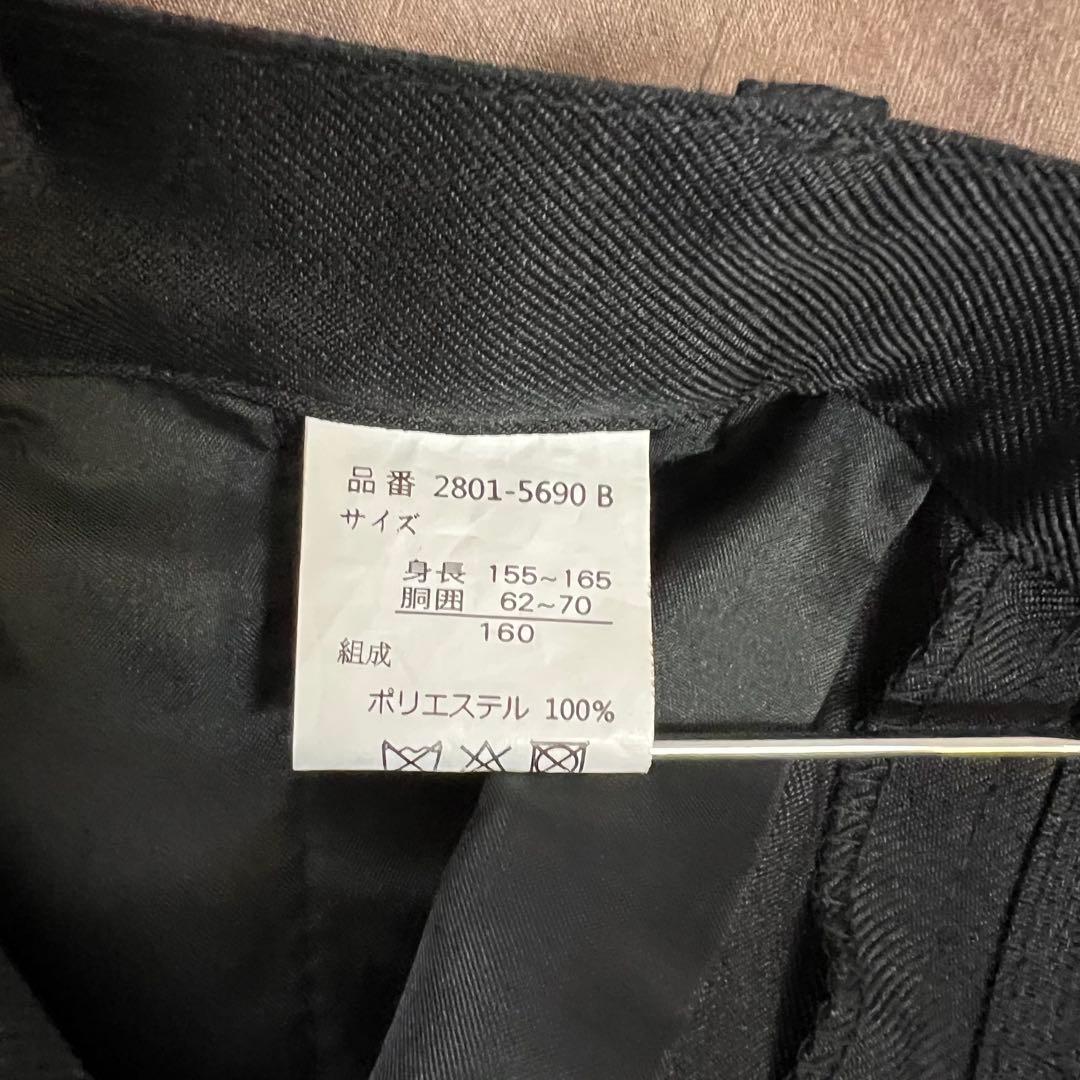 品番 2801-5690 B
サイズ
身長 155~165
胴囲 62~70
160
組成
ポリエステル 100%